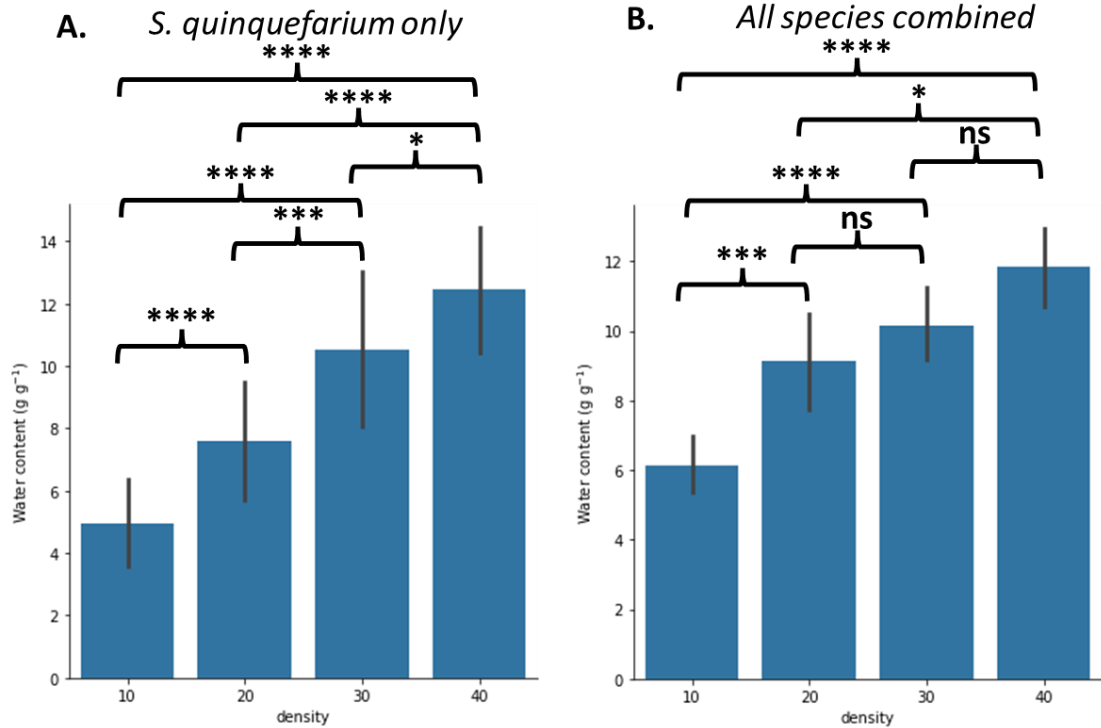 A. S. quinquefarium only
****
****
*
****
***
****
14
12
10
8
6
4
2
0
Water content (g g⁻¹)
10 20 30 40
density
B. All species combined
****
*
ns
****
ns
***
12
10
8
6
4
2
0
Water content (g g⁻¹)
10 20 30 40
density